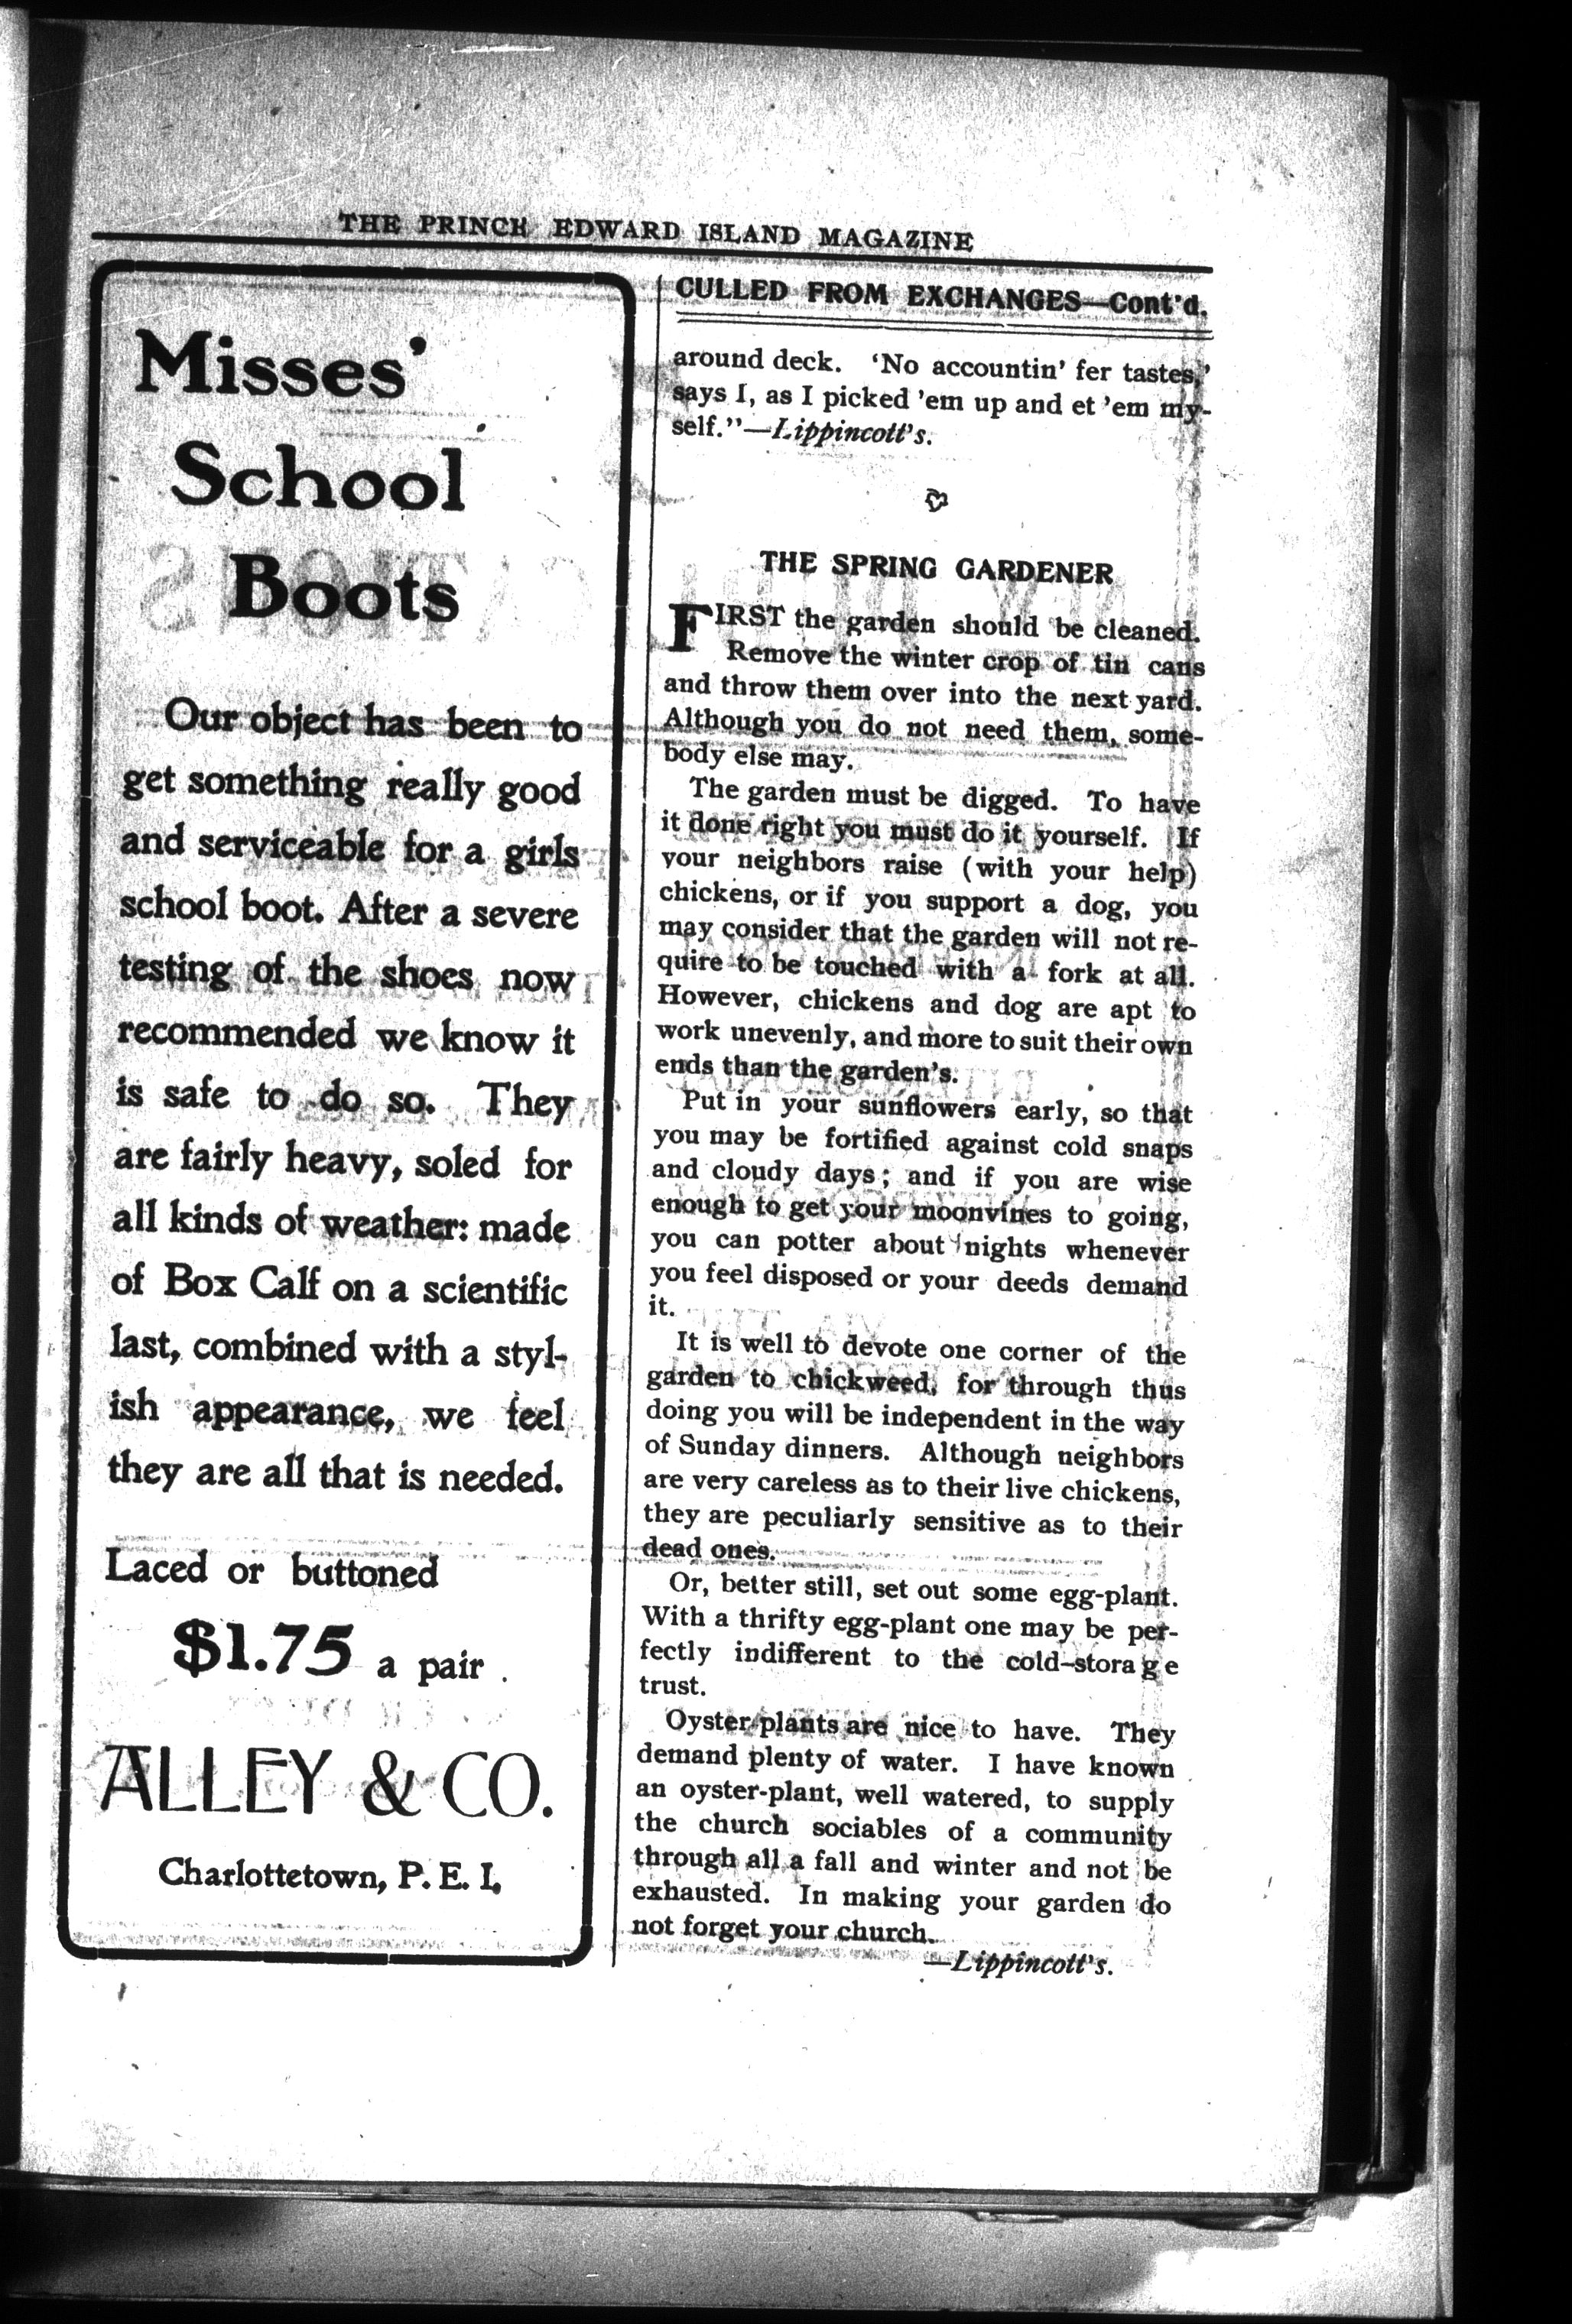 THE PRINCE EDWARD ISLAND MAGAZINE
Misses'
School
Boots
Our object has been to
get something really good
and serviceable for a girls
school boot. After a severe
testing of the shoes now
recommended we know it
is safe to do so. They
are fairly heavy, soled for
all kinds of weather: made
of Box Calf on a scientific
last, combined with a styl-
ish appearance, we feel
they are all that is needed.
Laced or buttoned
$1.75 a pair.
ALLEY & CO.
Charlottetown, P. E. I.
CULLED FROM EXCHANGES—Cont'd.
around deck. 'No accountin' fer tastes,'
says I, as I picked 'em up and et 'em my-
self."—Lippincott's.
THE SPRING GARDENER
FIRST the garden should be cleaned.
Remove the winter crop of tin cans
and throw them over into the next yard.
Although you do not need them, some-
body else may.
The garden must be digged. To have
it done right you must do it yourself. If
your neighbors raise (with your help)
chickens, or if you support a dog, you
may consider that the garden will not re-
quire to be touched with a fork at all.
However, chickens and dog are apt to
work unevenly, and more to suit their own
ends than the garden's.
Put in your sunflowers early, so that
you may be fortified against cold snaps
and cloudy days; and if you are wise
enough to get your moonvines to going,
you can potter about nights whenever
you feel disposed or your deeds demand
it.
It is well to devote one corner of the
garden to chickweed, for through thus
doing you will be independent in the way
of Sunday dinners. Although neighbors
are very careless as to their live chickens,
they are peculiarly sensitive as to their
dead ones.
Or, better still, set out some egg-plant.
With a thrifty egg-plant one may be per-
fectly indifferent to the cold-storage
trust.
Oyster-plants are nice to have. They
demand plenty of water. I have known
an oyster-plant, well watered, to supply
the church sociables of a community
through all a fall and winter and not be
exhausted. In making your garden do
not forget your church.
—Lippincott's.